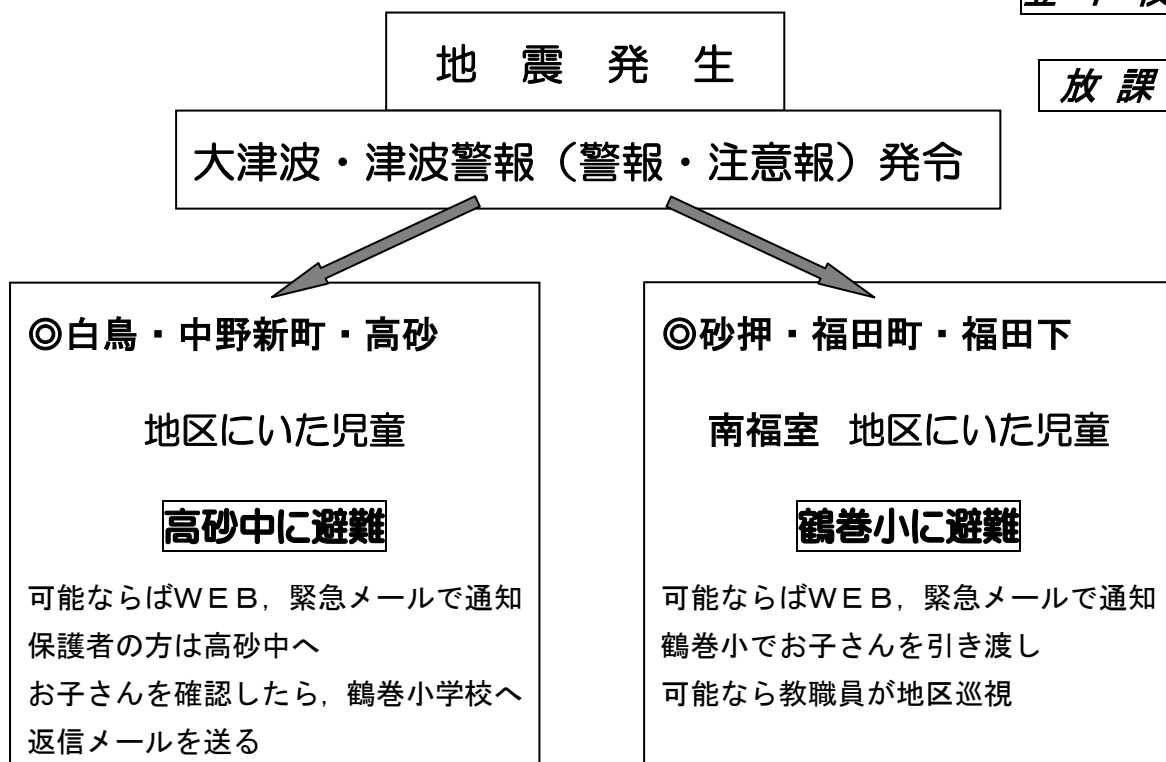 地 震 発 生
放 課
大津波・津波警報（警報・注意報）発令
◎白鳥・中野新町・高砂
地区にいた児童
高砂中に避難
可能ならばＷＥＢ，緊急メールで通知
保護者の方は高砂中へ
お子さんを確認したら，鶴巻小学校へ
返信メールを送る
◎砂押・福田町・福田下
南福室 地区にいた児童
鶴巻小に避難
可能ならばＷＥＢ，緊急メールで通知
鶴巻小でお子さんを引き渡し
可能なら教職員が地区巡視